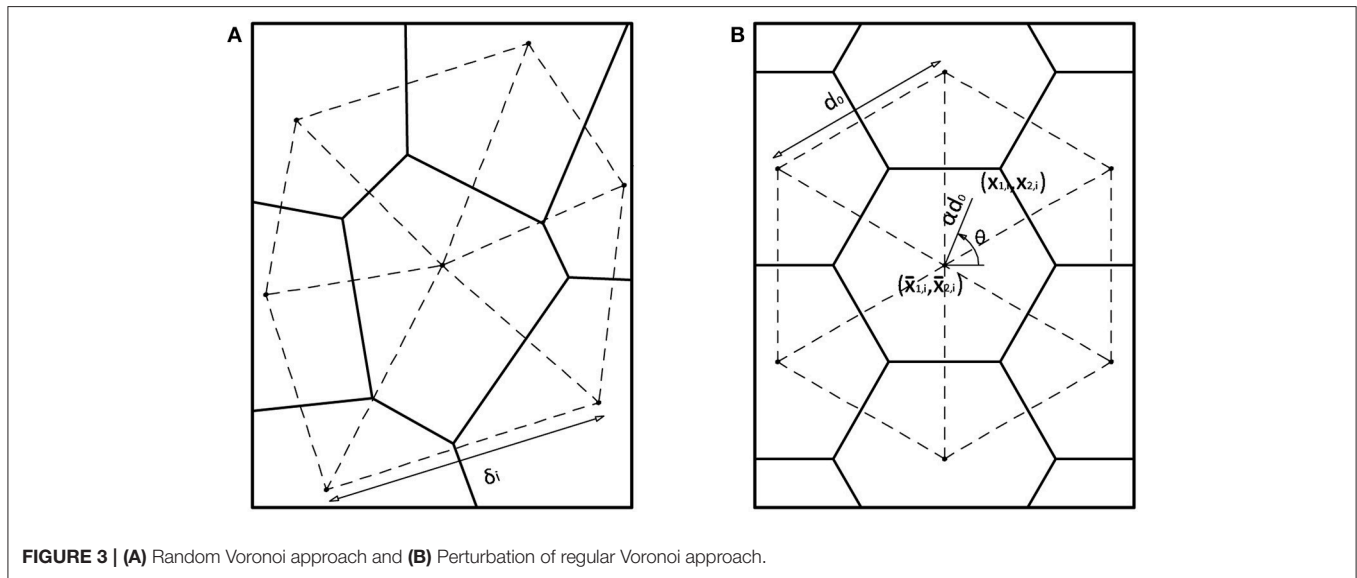 A
δi
B
d₀
(x₁,ᵢ,x₂,ᵢ)
αd₀
θ
(x̄₁,ᵢ,x̄₂,ᵢ)
FIGURE 3 | (A) Random Voronoi approach and (B) Perturbation of regular Voronoi approach.